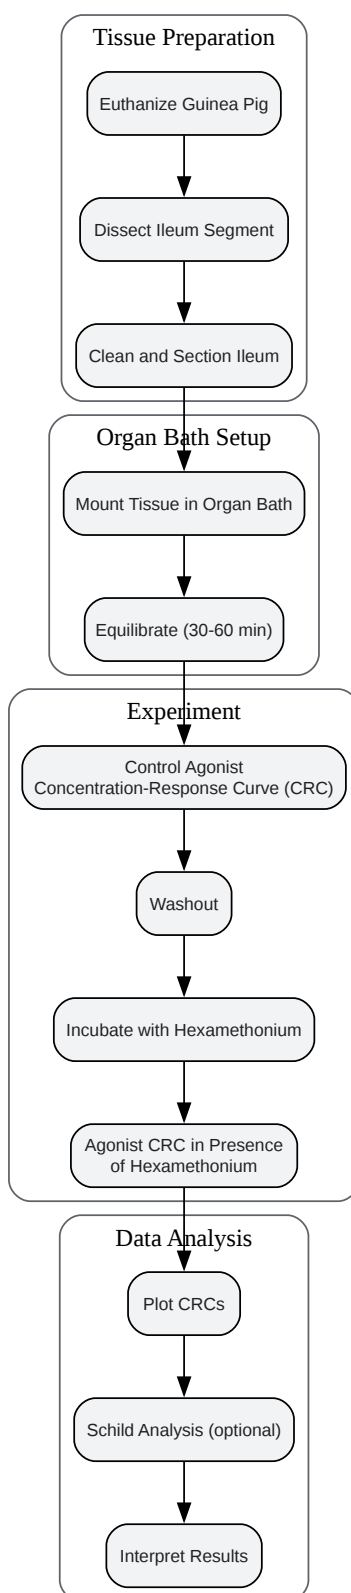 Tissue Preparation
Euthanize Guinea Pig
Dissect Ileum Segment
Clean and Section Ileum
Organ Bath Setup
Mount Tissue in Organ Bath
Equilibrate (30-60 min)
Experiment
Control Agonist
Concentration-Response Curve (CRC)
Washout
Incubate with Hexamethonium
Agonist CRC in Presence
of Hexamethonium
Data Analysis
Plot CRCs
Schild Analysis (optional)
Interpret Results